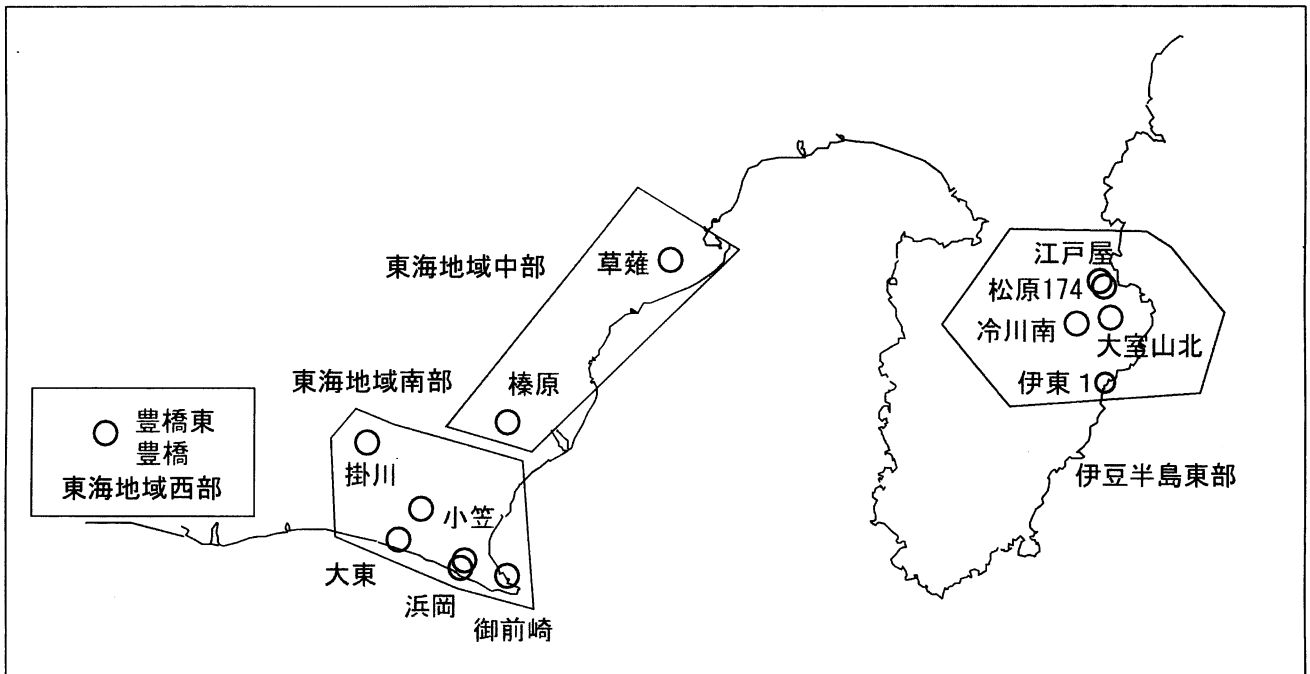 江戸屋
草薙
東海地域中部
松原174
冷川南
大室山北
東海地域南部
榛原
伊東1
豊橋東
豊橋
掛川
伊豆半島東部
東海地域西部
小笠
大東
浜岡
御前崎